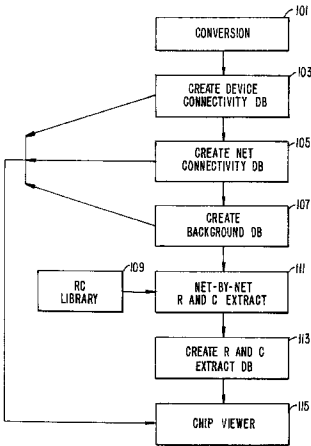 101
CONVERSION
103
CREATE DEVICE
CONNECTIVITY DB
105
CREATE NET
CONNECTIVITY DB
107
CREATE
BACKGROUND DB
109
RC
LIBRARY
111
NET-BY-NET
R AND C EXTRACT
113
CREATE R AND C
EXTRACT DB
115
CHIP VIEWER